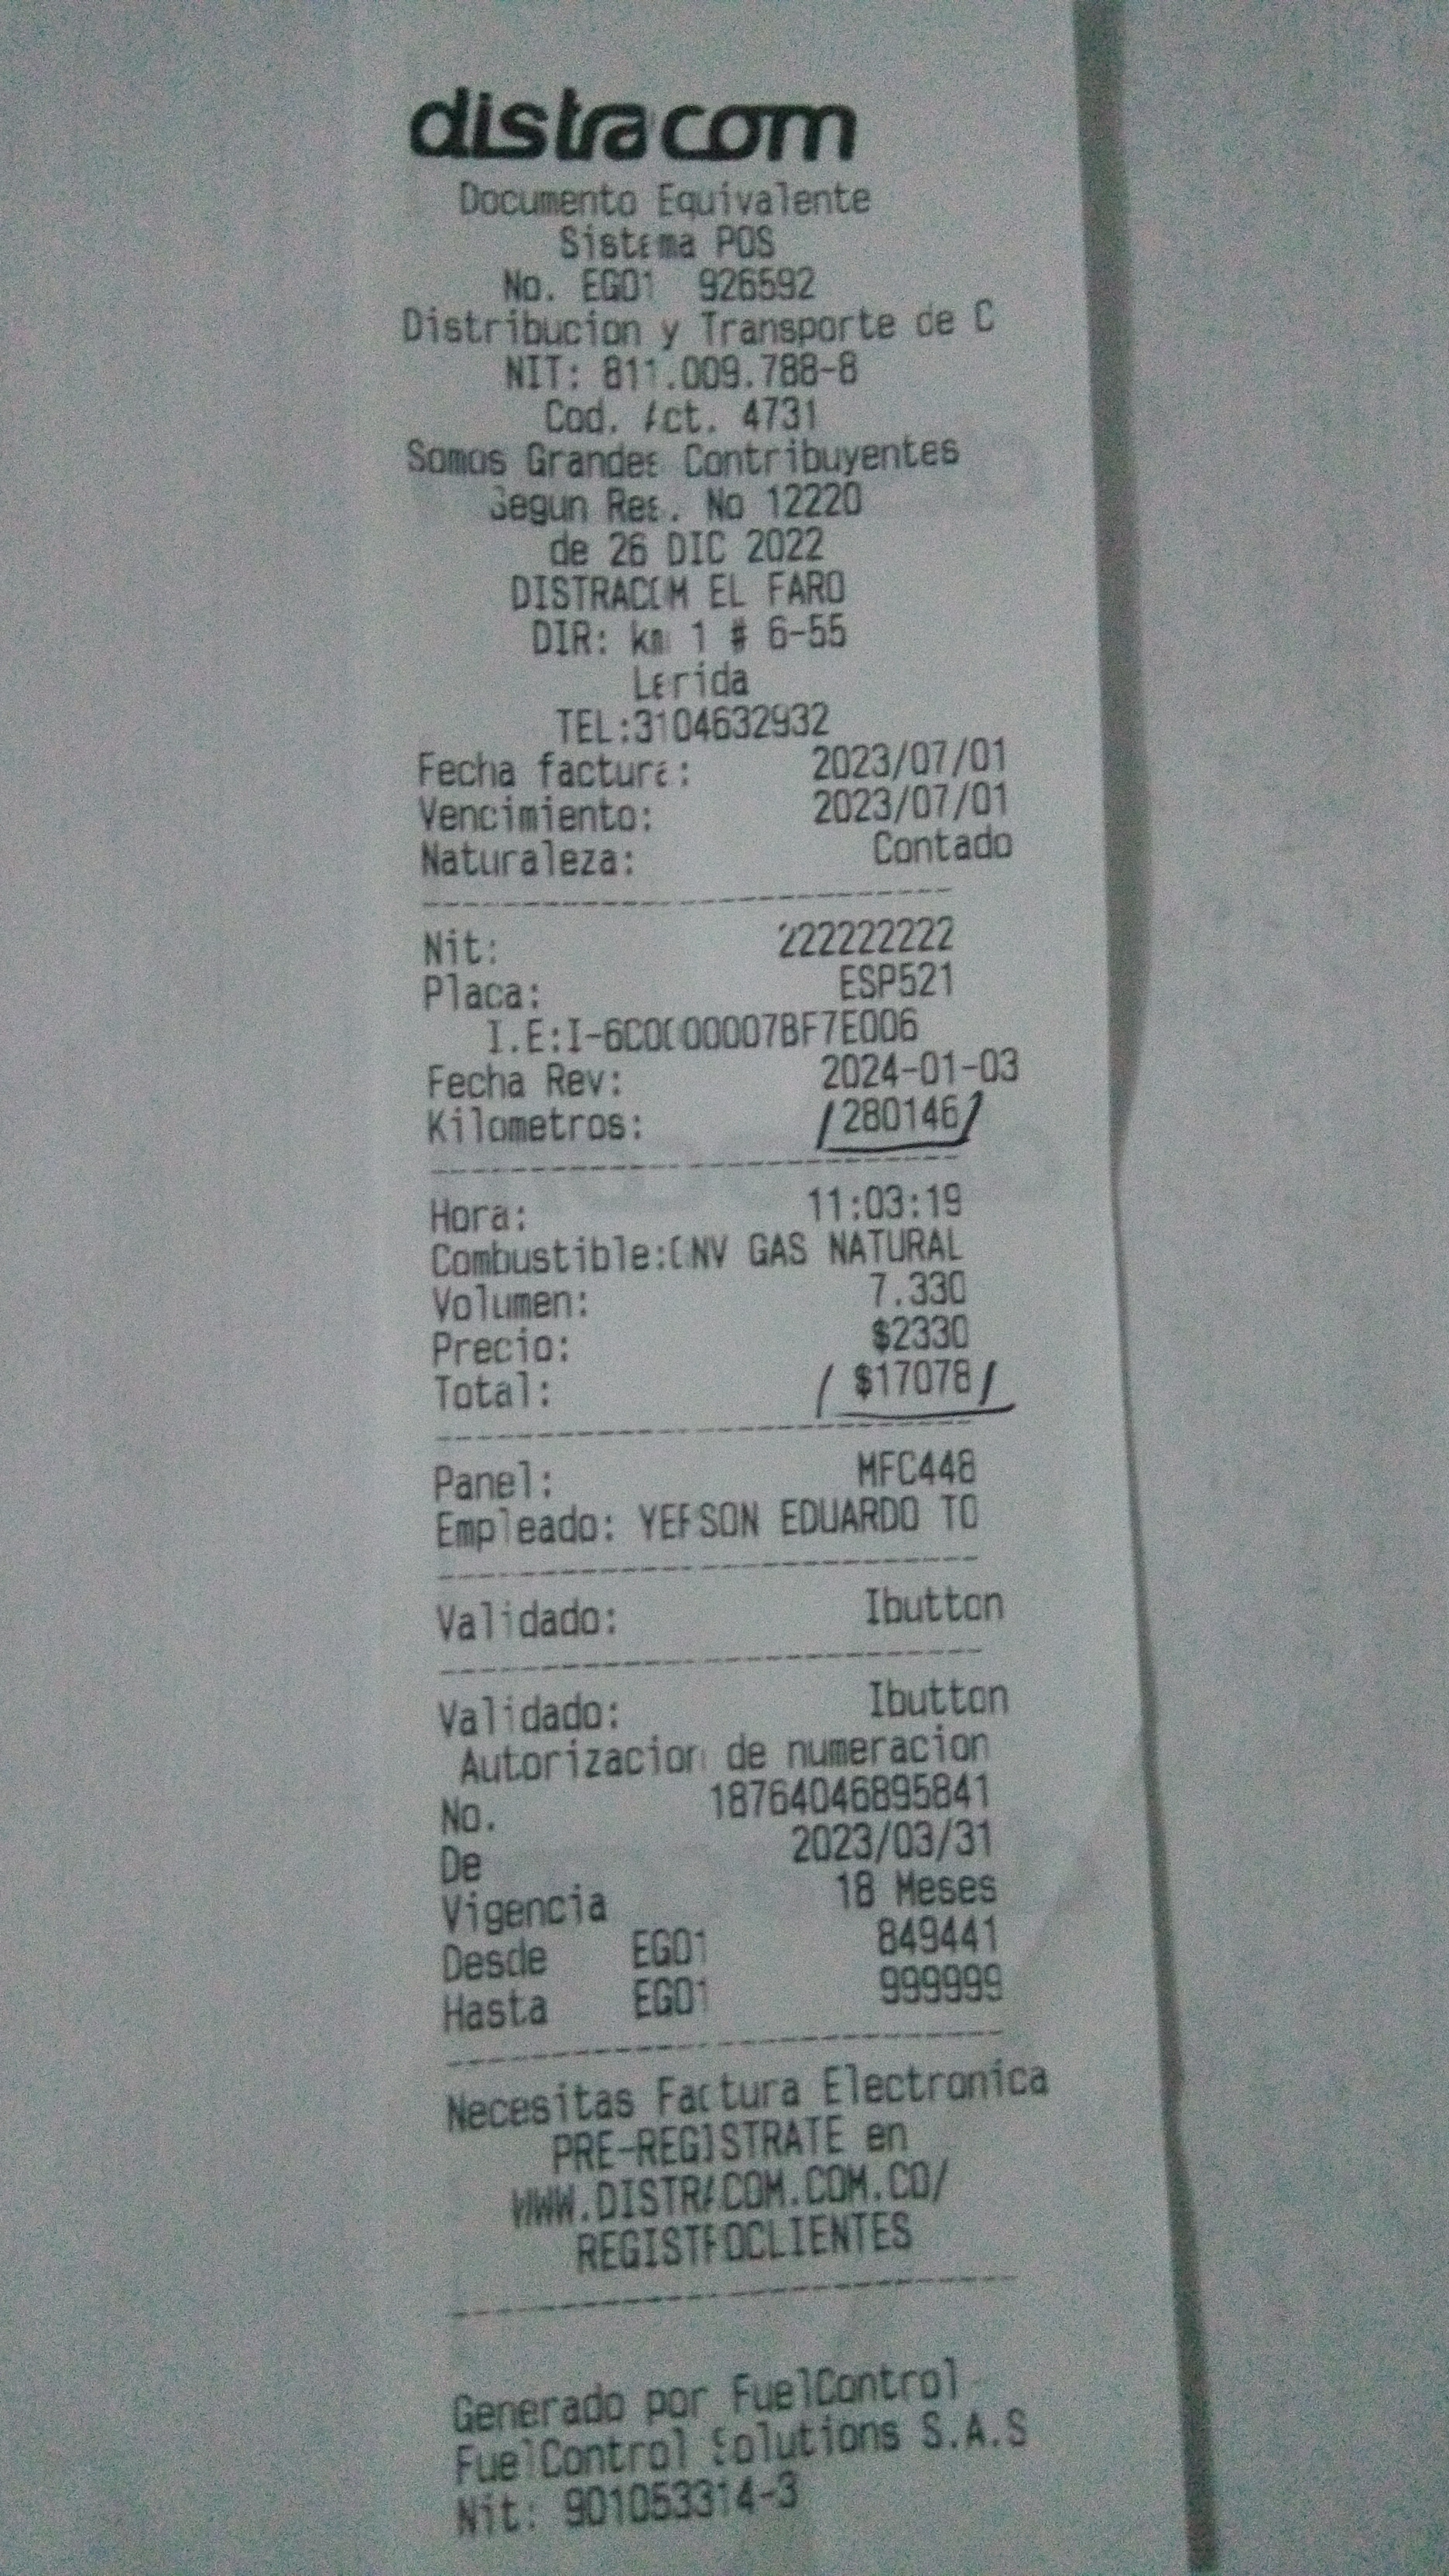 distracom
Documento Equivalente
Sistema POS
No. EGD1 926592
Distribucion y Transporte de C
NIT: 811.009.788-8
Cod. Act. 4731
Somos Grandes Contribuyentes
Segun Res. No 12220
de 26 DIC 2022
DISTRACOM EL FARO
DIR: km 1 # 6-55
Lerida
TEL:3104632932
Fecha factura: 2023/07/01
Vencimiento: 2023/07/01
Naturaleza: Contado
Nit: 222222222
Placa: ESP521
I.E:I-6C0000007BF7E006
Fecha Rev: 2024-01-03
Kilometros: 280146
Hora: 11:03:19
Combustible:GNV GAS NATURAL
Volumen: 7.330
Precio: $2330
Total: $17078
Panel: MFC448
Empleado: YEFSON EDUARDO TO
Validado: Ibutton
Validado: Ibutton
Autorizacion de numeracion
No. 18764046895841
De 2023/03/31
Vigencia 18 Meses
Desde EGD1 849441
Hasta EGD1 999999
Necesitas Factura Electronica
PRE-REGISTRATE en
WWW.DISTRACOM.COM.CO/
REGISTROCLIENTES
Generado por FuelControl
FuelControl Solutions S.A.S
Nit: 901053314-3